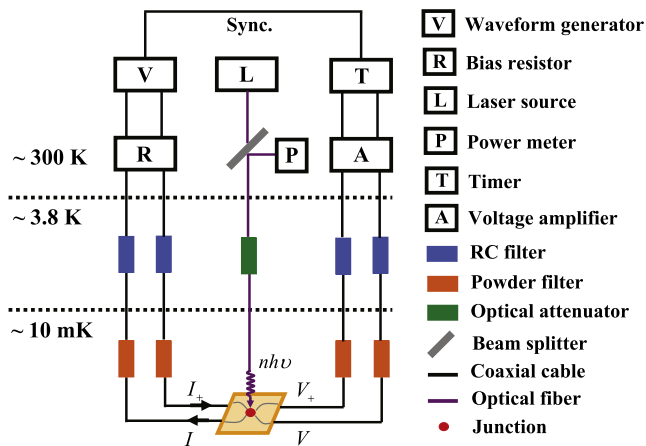 Sync.
V
L
T
R
P
A
~ 300 K
~ 3.8 K
~ 10 mK
nhυ
I+
V+
I
V
V Waveform generator
R Bias resistor
L Laser source
P Power meter
T Timer
A Voltage amplifier
RC filter
Powder filter
Optical attenuator
Beam splitter
Coaxial cable
Optical fiber
Junction